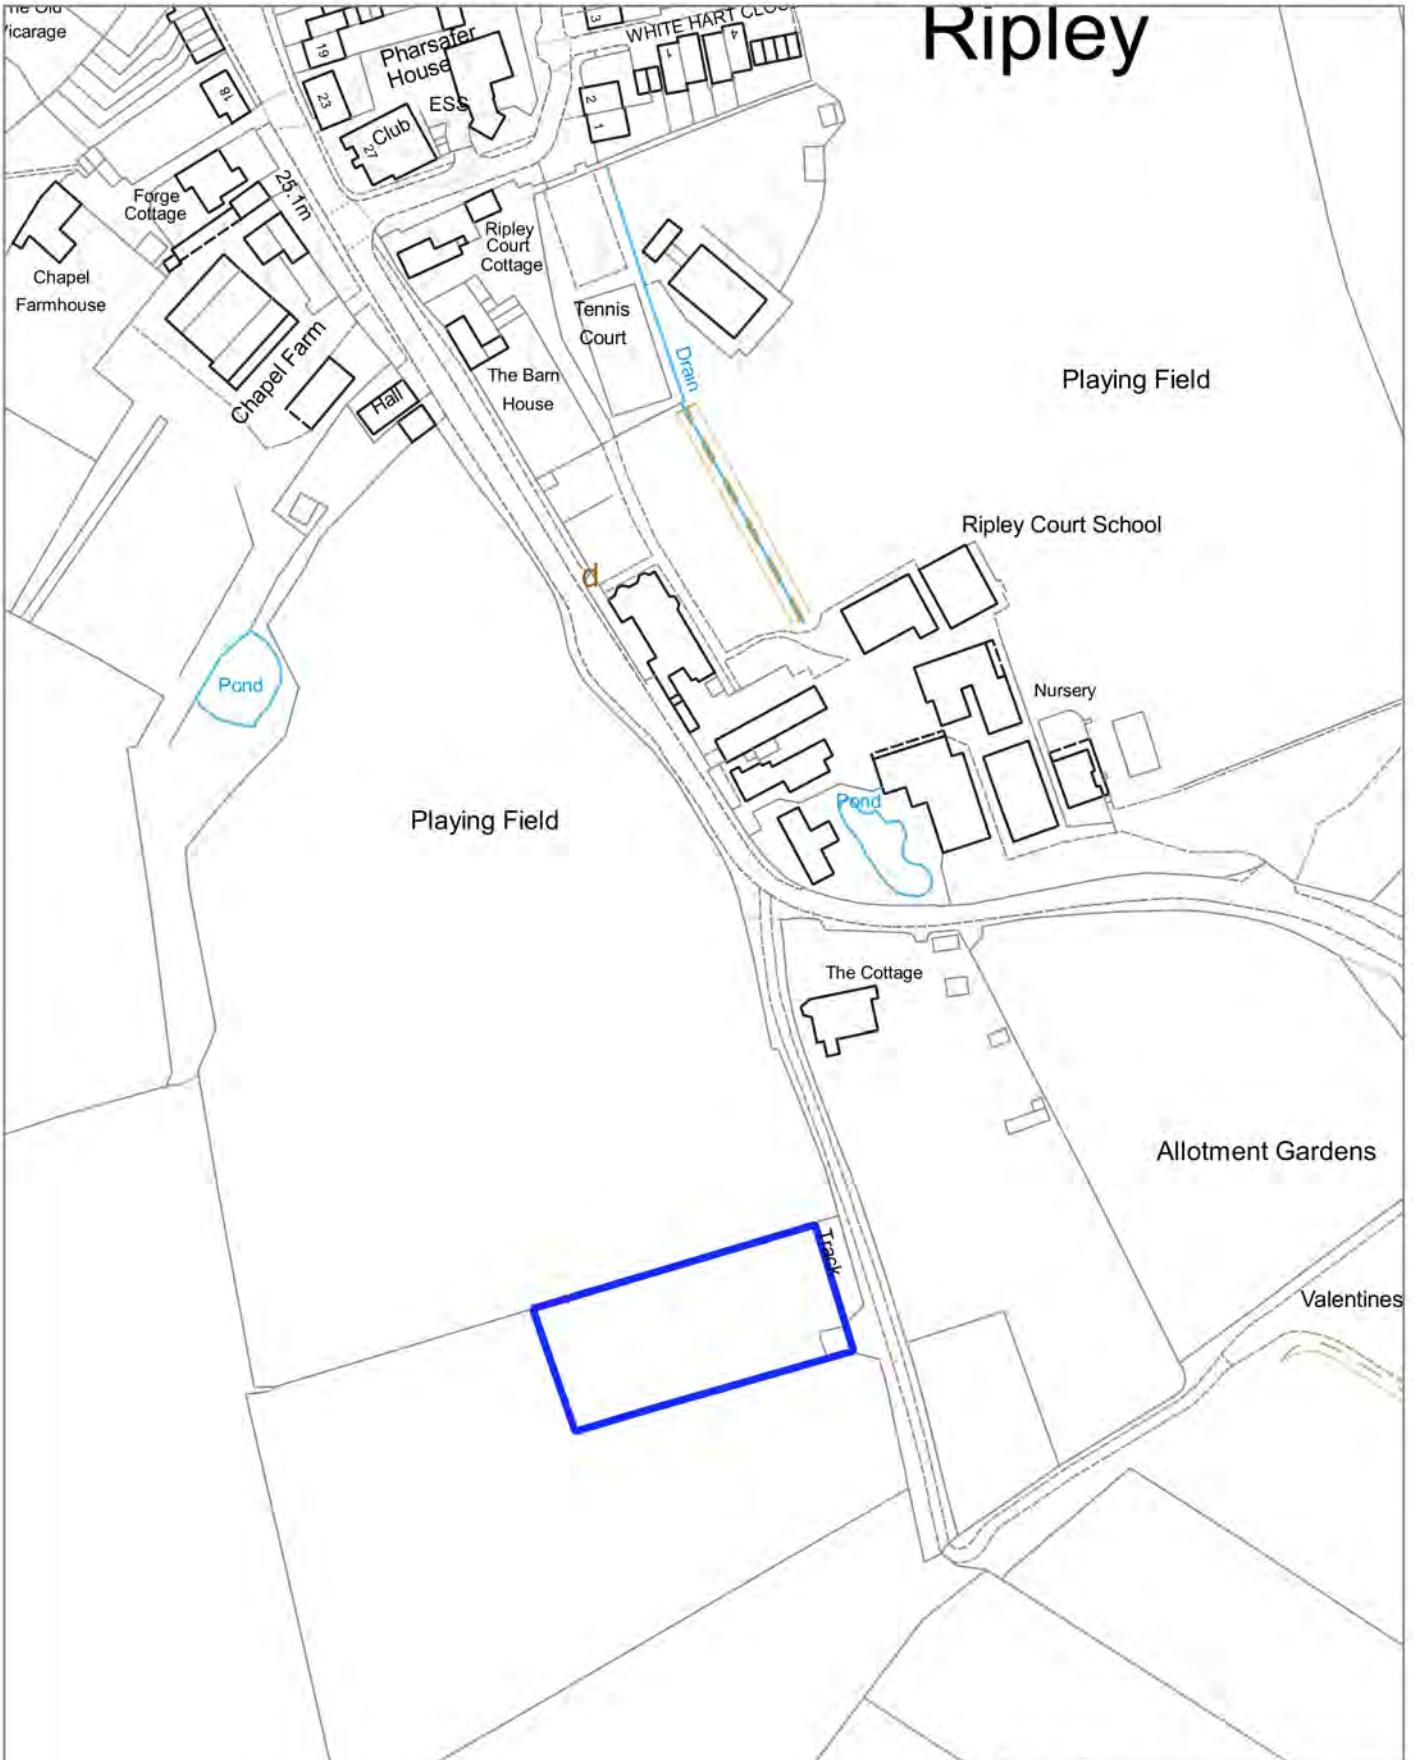 Ripley
WHITE HART
Pharsafer
House
ESS
Club
27
19
23
18
3
1
4
2
1
25.1m
Forge
Cottage
Chapel
Farmhouse
Chapel Farm
Hall
Ripley
Court
Cottage
Tennis
Court
The Barn
House
Drain
Playing Field
Ripley Court School
d
Nursery
Pond
Pond
Playing Field
The Cottage
Allotment Gardens
Track
Valentines